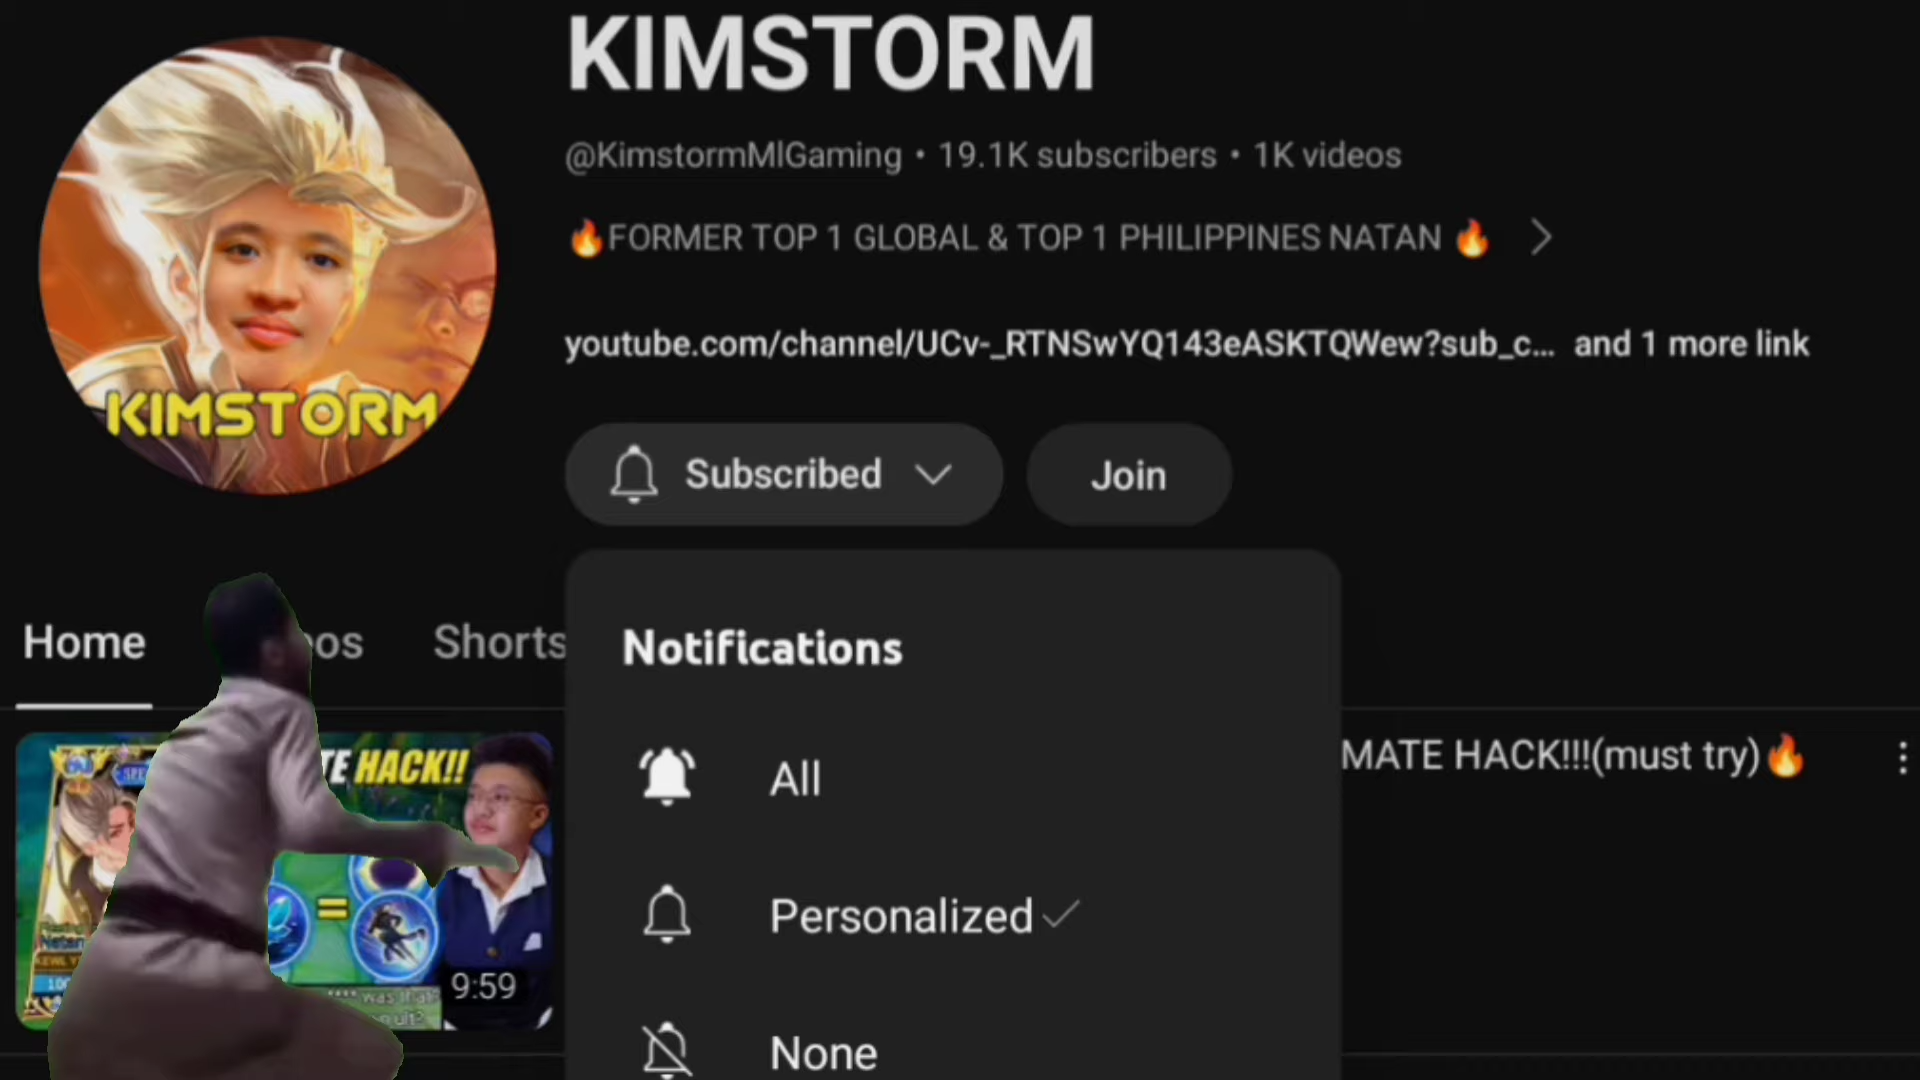 KIMSTORM
@KimstormMlGaming • 19.1K subscribers • 1K videos
🔥FORMER TOP 1 GLOBAL & TOP 1 PHILIPPINES NATAN 🔥
youtube.com/channel/UCv-_RTNSwYQ143eASKTQWew?sub_c... and 1 more link
KIMSTORM
Subscribed
Join
Home
os
Shorts
Notifications
All
Personalized
None
TE HACK!!
=
9:59
MATE HACK!!!(must try)🔥